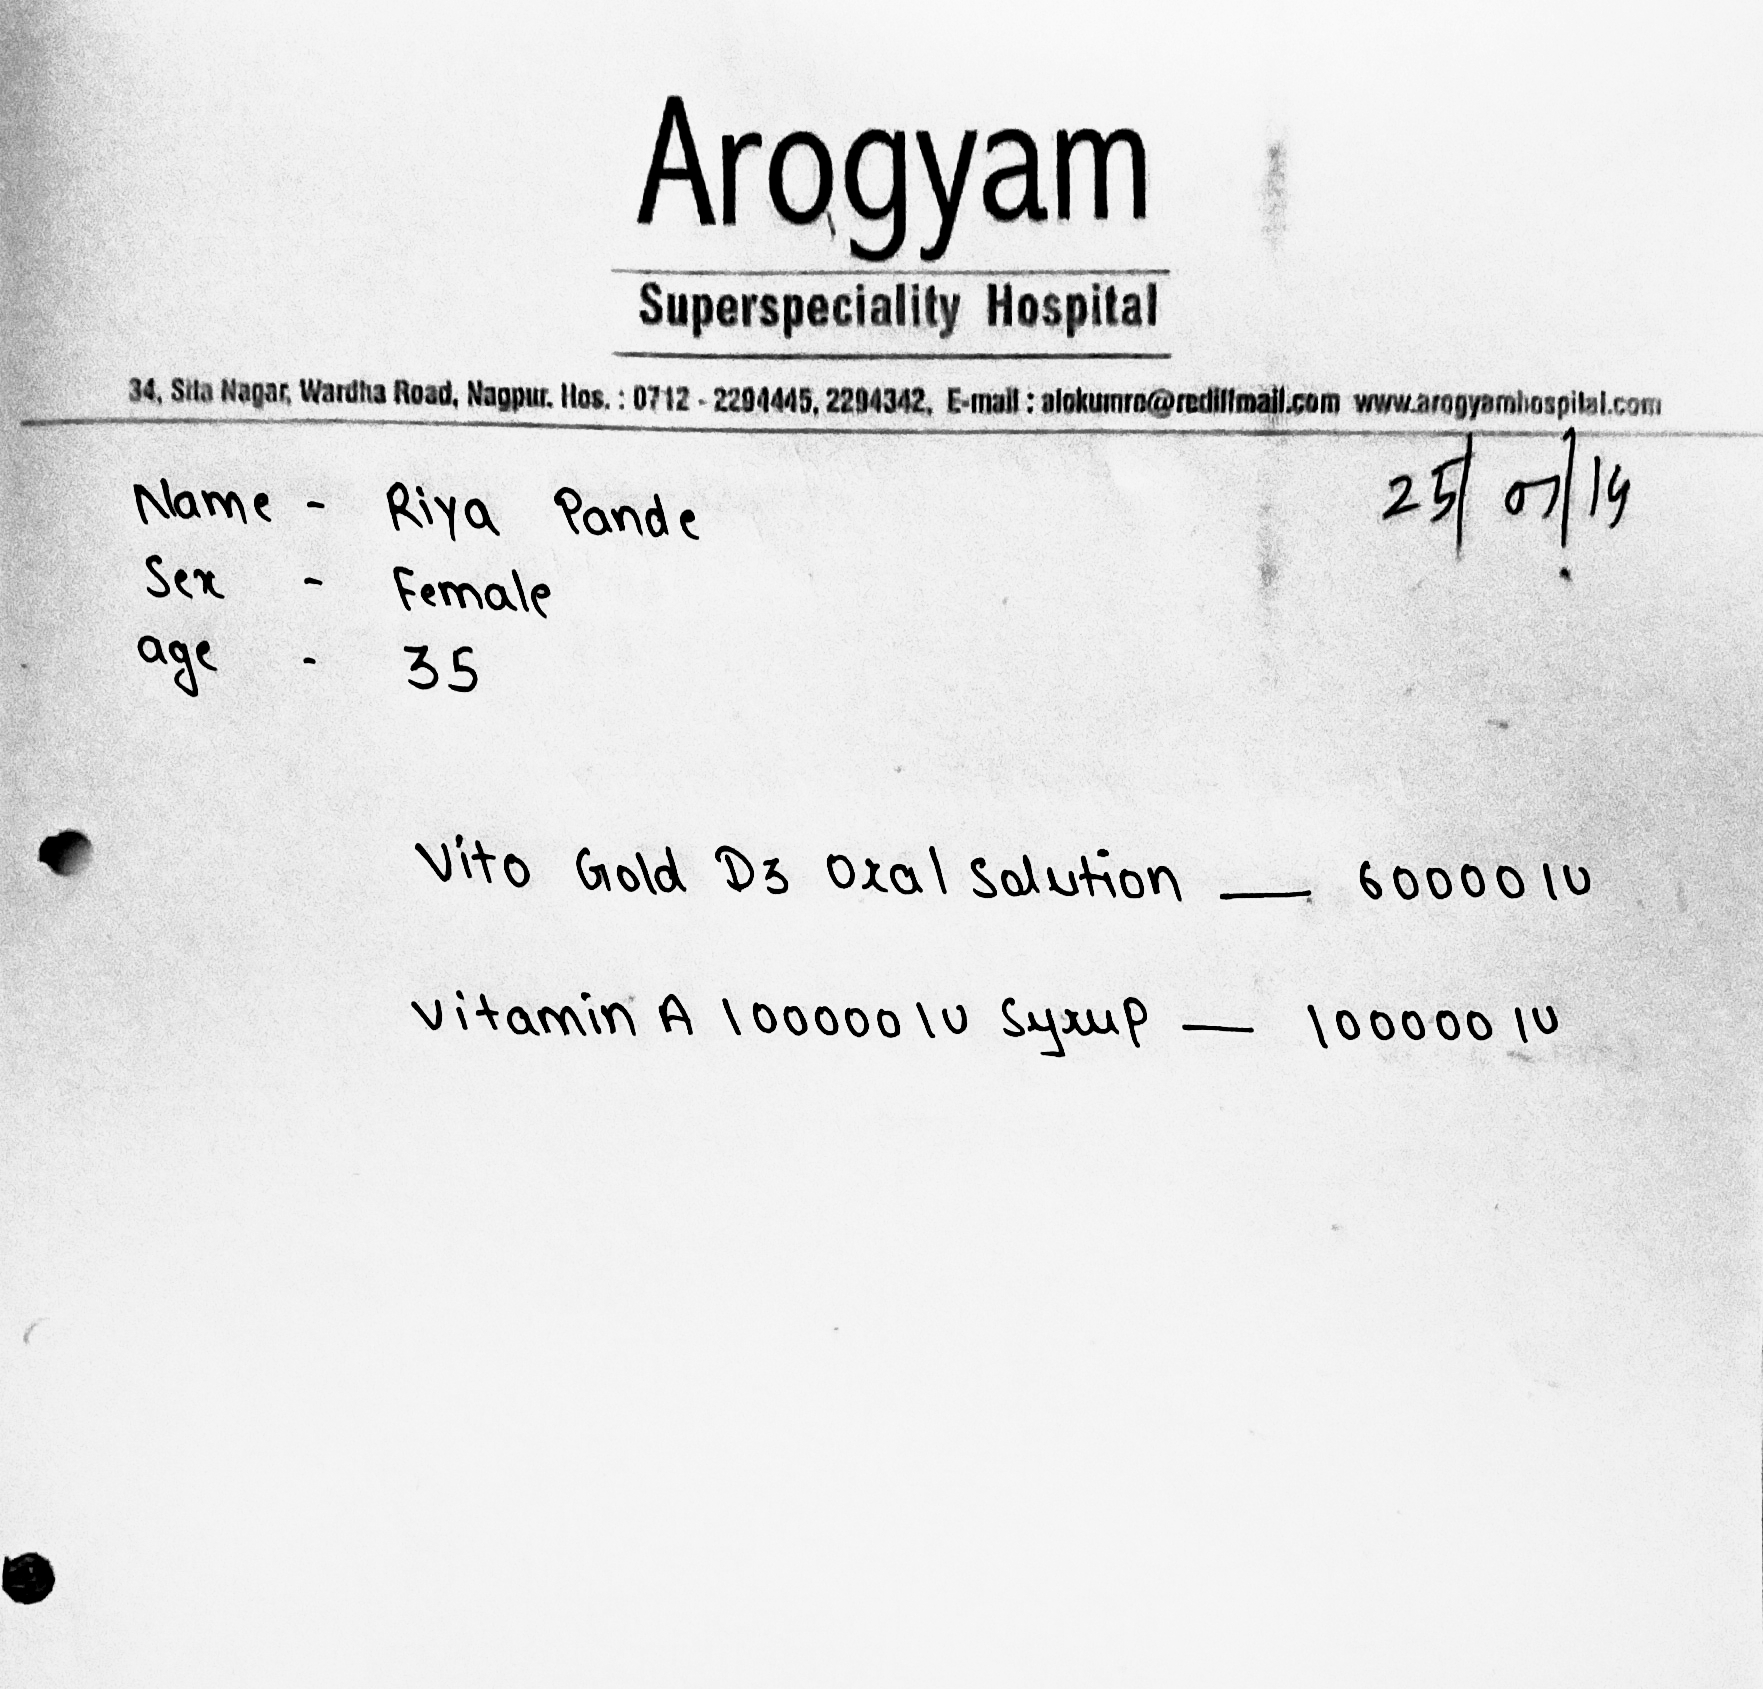 Arogyam
Superspeciality Hospital
34, Sita Nagar, Wardha Road, Nagpur. Hos. : 0712 - 2294445, 2294342, E-mail : alokumre@rediffmail.com www.arogyamhospital.com
25/07/14
Name - Riya Pande
Sex - Female
age - 35
Vito Gold D3 Oral Solution — 60000 IU
Vitamin A 100000 IU Syrup — 100000 IU